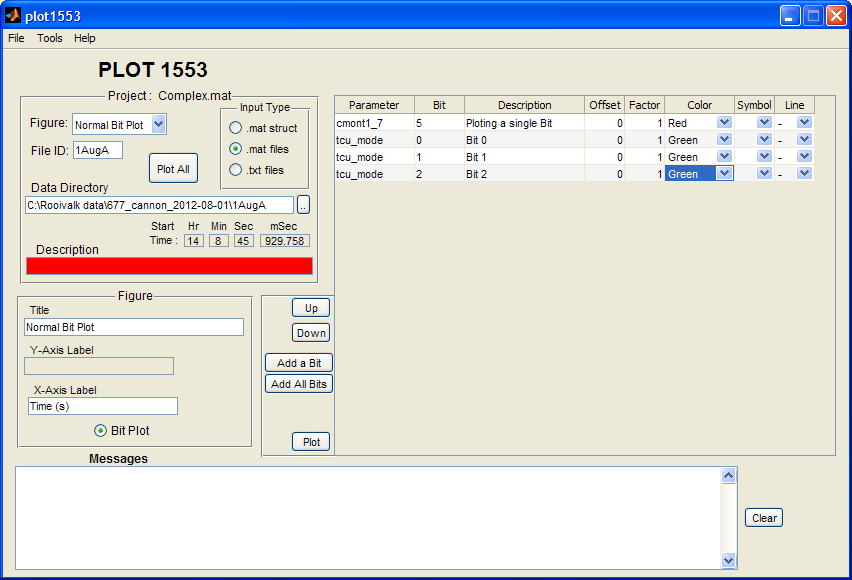 plot1553
File Tools Help
PLOT 1553
Project : Complex.mat
Figure: Normal Bit Plot
File ID: 1AugA
Plot All
Input Type
.mat struct
.mat files
.txt files
Data Directory
C:\Rooivalk data\677_cannon_2012-08-01\1AugA ..
Start Hr Min Sec mSec
Time : 14 8 45 929.758
Description
Parameter Bit Description Offset Factor Color Symbol Line
cmont1_7 5 Ploting a single Bit 0 1 Red -
tcu_mode 0 Bit 0 0 1 Green -
tcu_mode 1 Bit 1 0 1 Green -
tcu_mode 2 Bit 2 0 1 Green -
Figure
Title
Normal Bit Plot
Y-Axis Label
X-Axis Label
Time (s)
Bit Plot
Up
Down
Add a Bit
Add All Bits
Plot
Messages
Clear